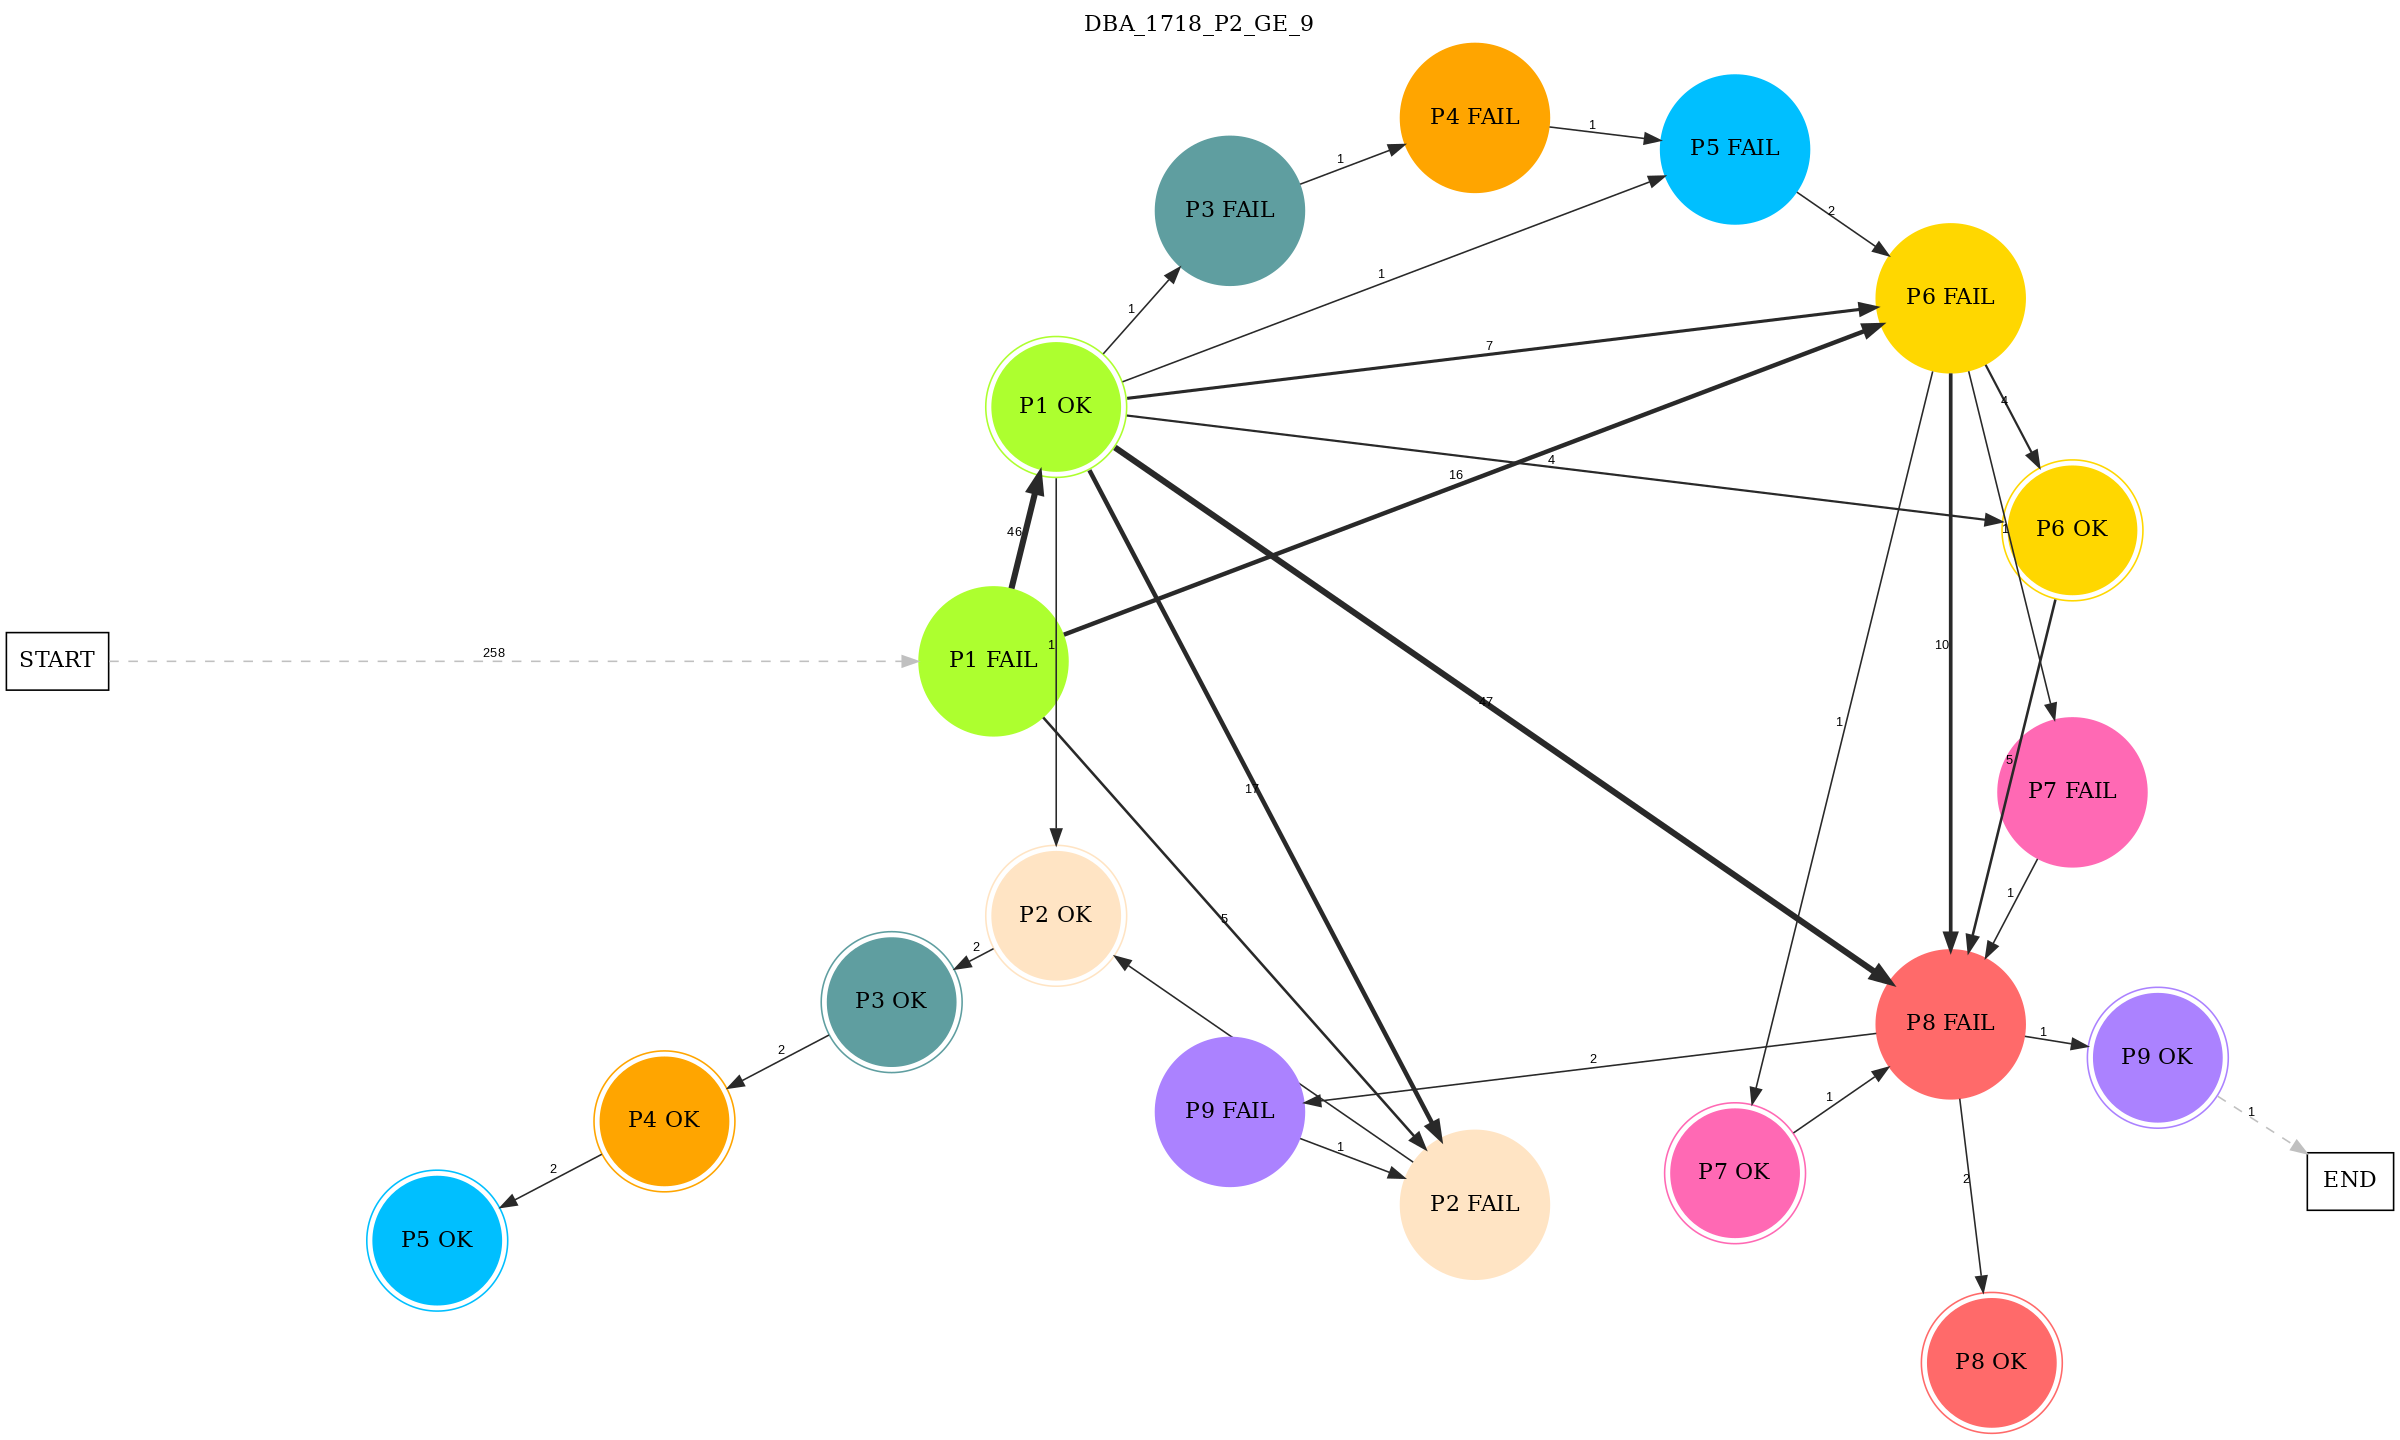 DBA_1718_P2_GE_9
P4 FAIL
1
P5 FAIL
1
P3 FAIL
2
1
1
P6 FAIL
7
4
P1 OK
4
16
46
1
P6 OK
1
10
START
258
P1 FAIL
47
1
5
17
P7 FAIL
1
P2 OK
5
2
P3 OK
P8 FAIL
1
2
2
P9 OK
1
P9 FAIL
1
P4 OK
1
1
2
P7 OK
2
END
P2 FAIL
P5 OK
P8 OK